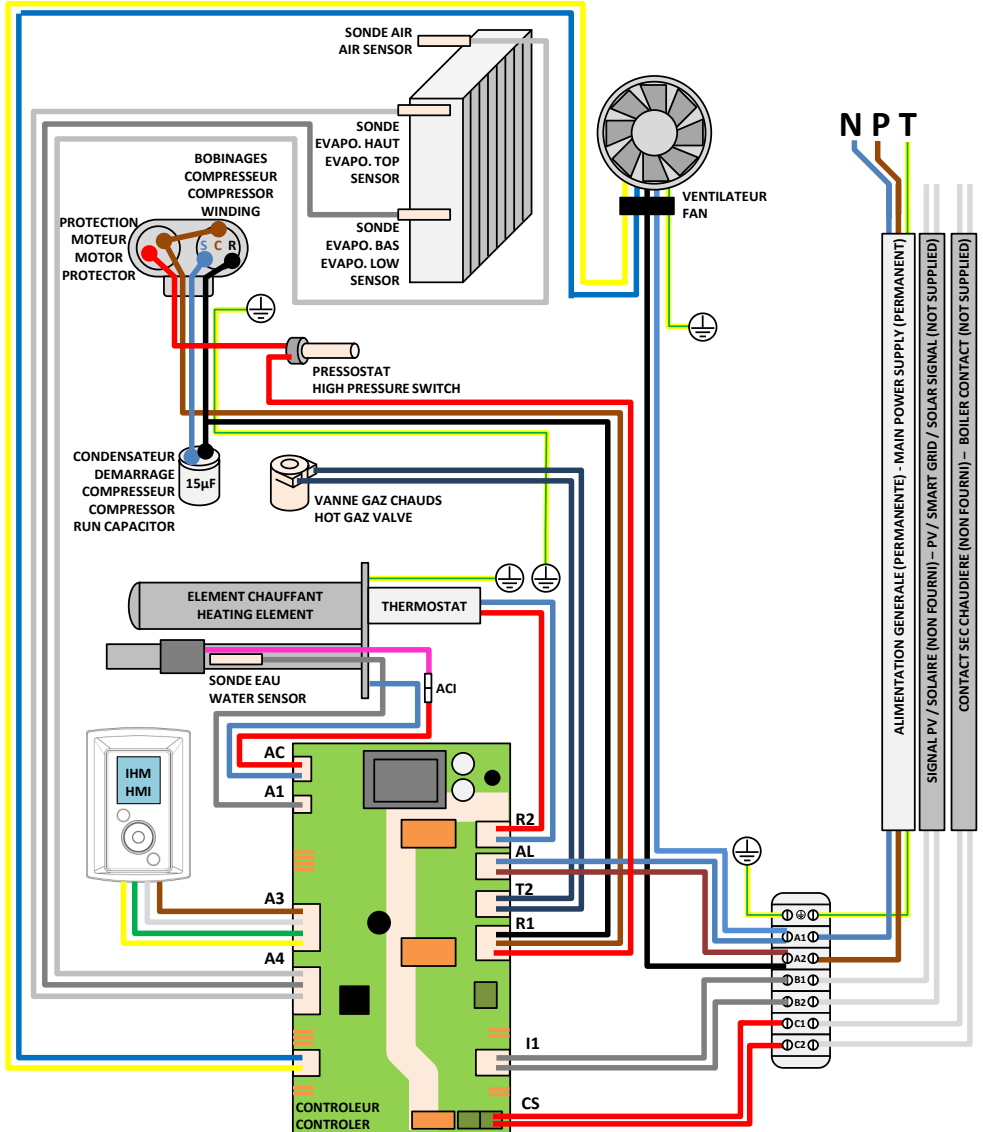 SONDE AIR
AIR SENSOR
SONDE
EVAPO. HAUT
EVAPO. TOP
SENSOR
N P T
BOBINAGES
COMPRESSEUR
COMPRESSOR
WINDING
VENTILATEUR
FAN
PROTECTION
MOTEUR
MOTOR
PROTECTOR
S C R
SONDE
EVAPO. BAS
EVAPO. LOW
SENSOR
PRESSOSTAT
HIGH PRESSURE SWITCH
CONDENSATEUR
DEMARRAGE
COMPRESSEUR
COMPRESSOR
RUN CAPACITOR
15µF
VANNE GAZ CHAUDS
HOT GAZ VALVE
ALIMENTATION GENERALE (PERMANENTE) - MAIN POWER SUPPLY (PERMANENT)
SIGNAL PV / SOLAIRE (NON FOURNI) – PV / SMART GRID / SOLAR SIGNAL (NOT SUPPLIED)
CONTACT SEC CHAUDIERE (NON FOURNI) – BOILER CONTACT (NOT SUPPLIED)
ELEMENT CHAUFFANT
HEATING ELEMENT
THERMOSTAT
SONDE EAU
WATER SENSOR
ACI
IHM
HMI
AC
A1
A3
A4
R2
AL
T2
R1
I1
CS
CONTROLEUR
CONTROLER
A1
A2
B1
B2
C1
C2